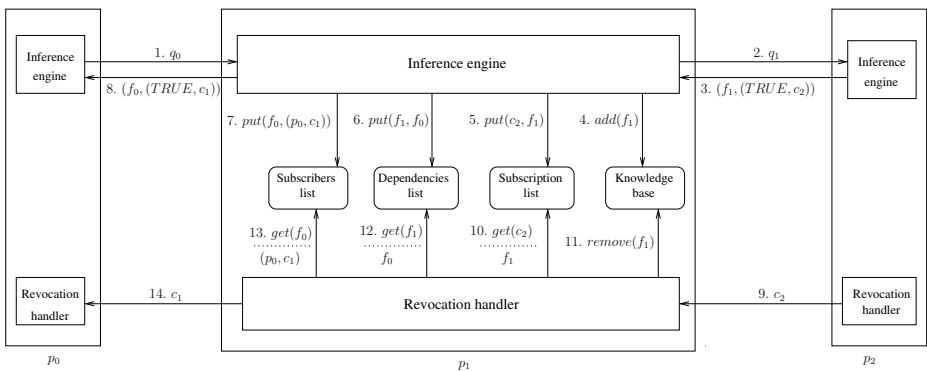 1. q₀
2. q₁
Inference
engine
Inference engine
Inference
engine
8. (f₀, (TRUE, c₁))
3. (f₁, (TRUE, c₂))
7. put(f₀, (p₀, c₁))
6. put(f₁, f₀)
5. put(c₂, f₁)
4. add(f₁)
Subscribers
list
Dependencies
list
Subscription
list
Knowledge
base
13. get(f₀)
(p₀, c₁)
12. get(f₁)
f₀
10. get(c₂)
f₁
11. remove(f₁)
Revocation
handler
14. c₁
Revocation handler
9. c₂
Revocation
handler
p₀
p₁
p₂